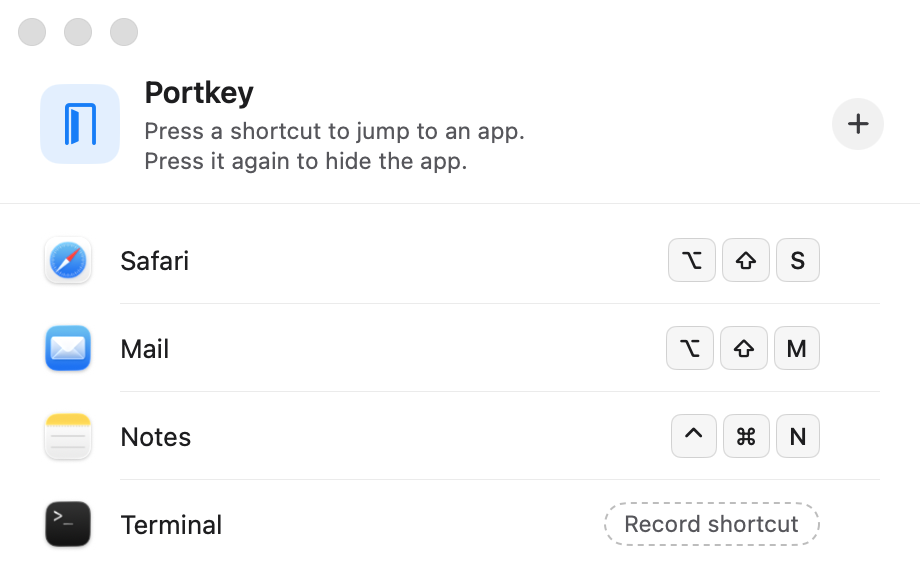 Portkey
Press a shortcut to jump to an app.
Press it again to hide the app.
+
Safari ⌥ ⇧ S
Mail ⌥ ⇧ M
Notes ^ ⌘ N
>_ Terminal Record shortcut